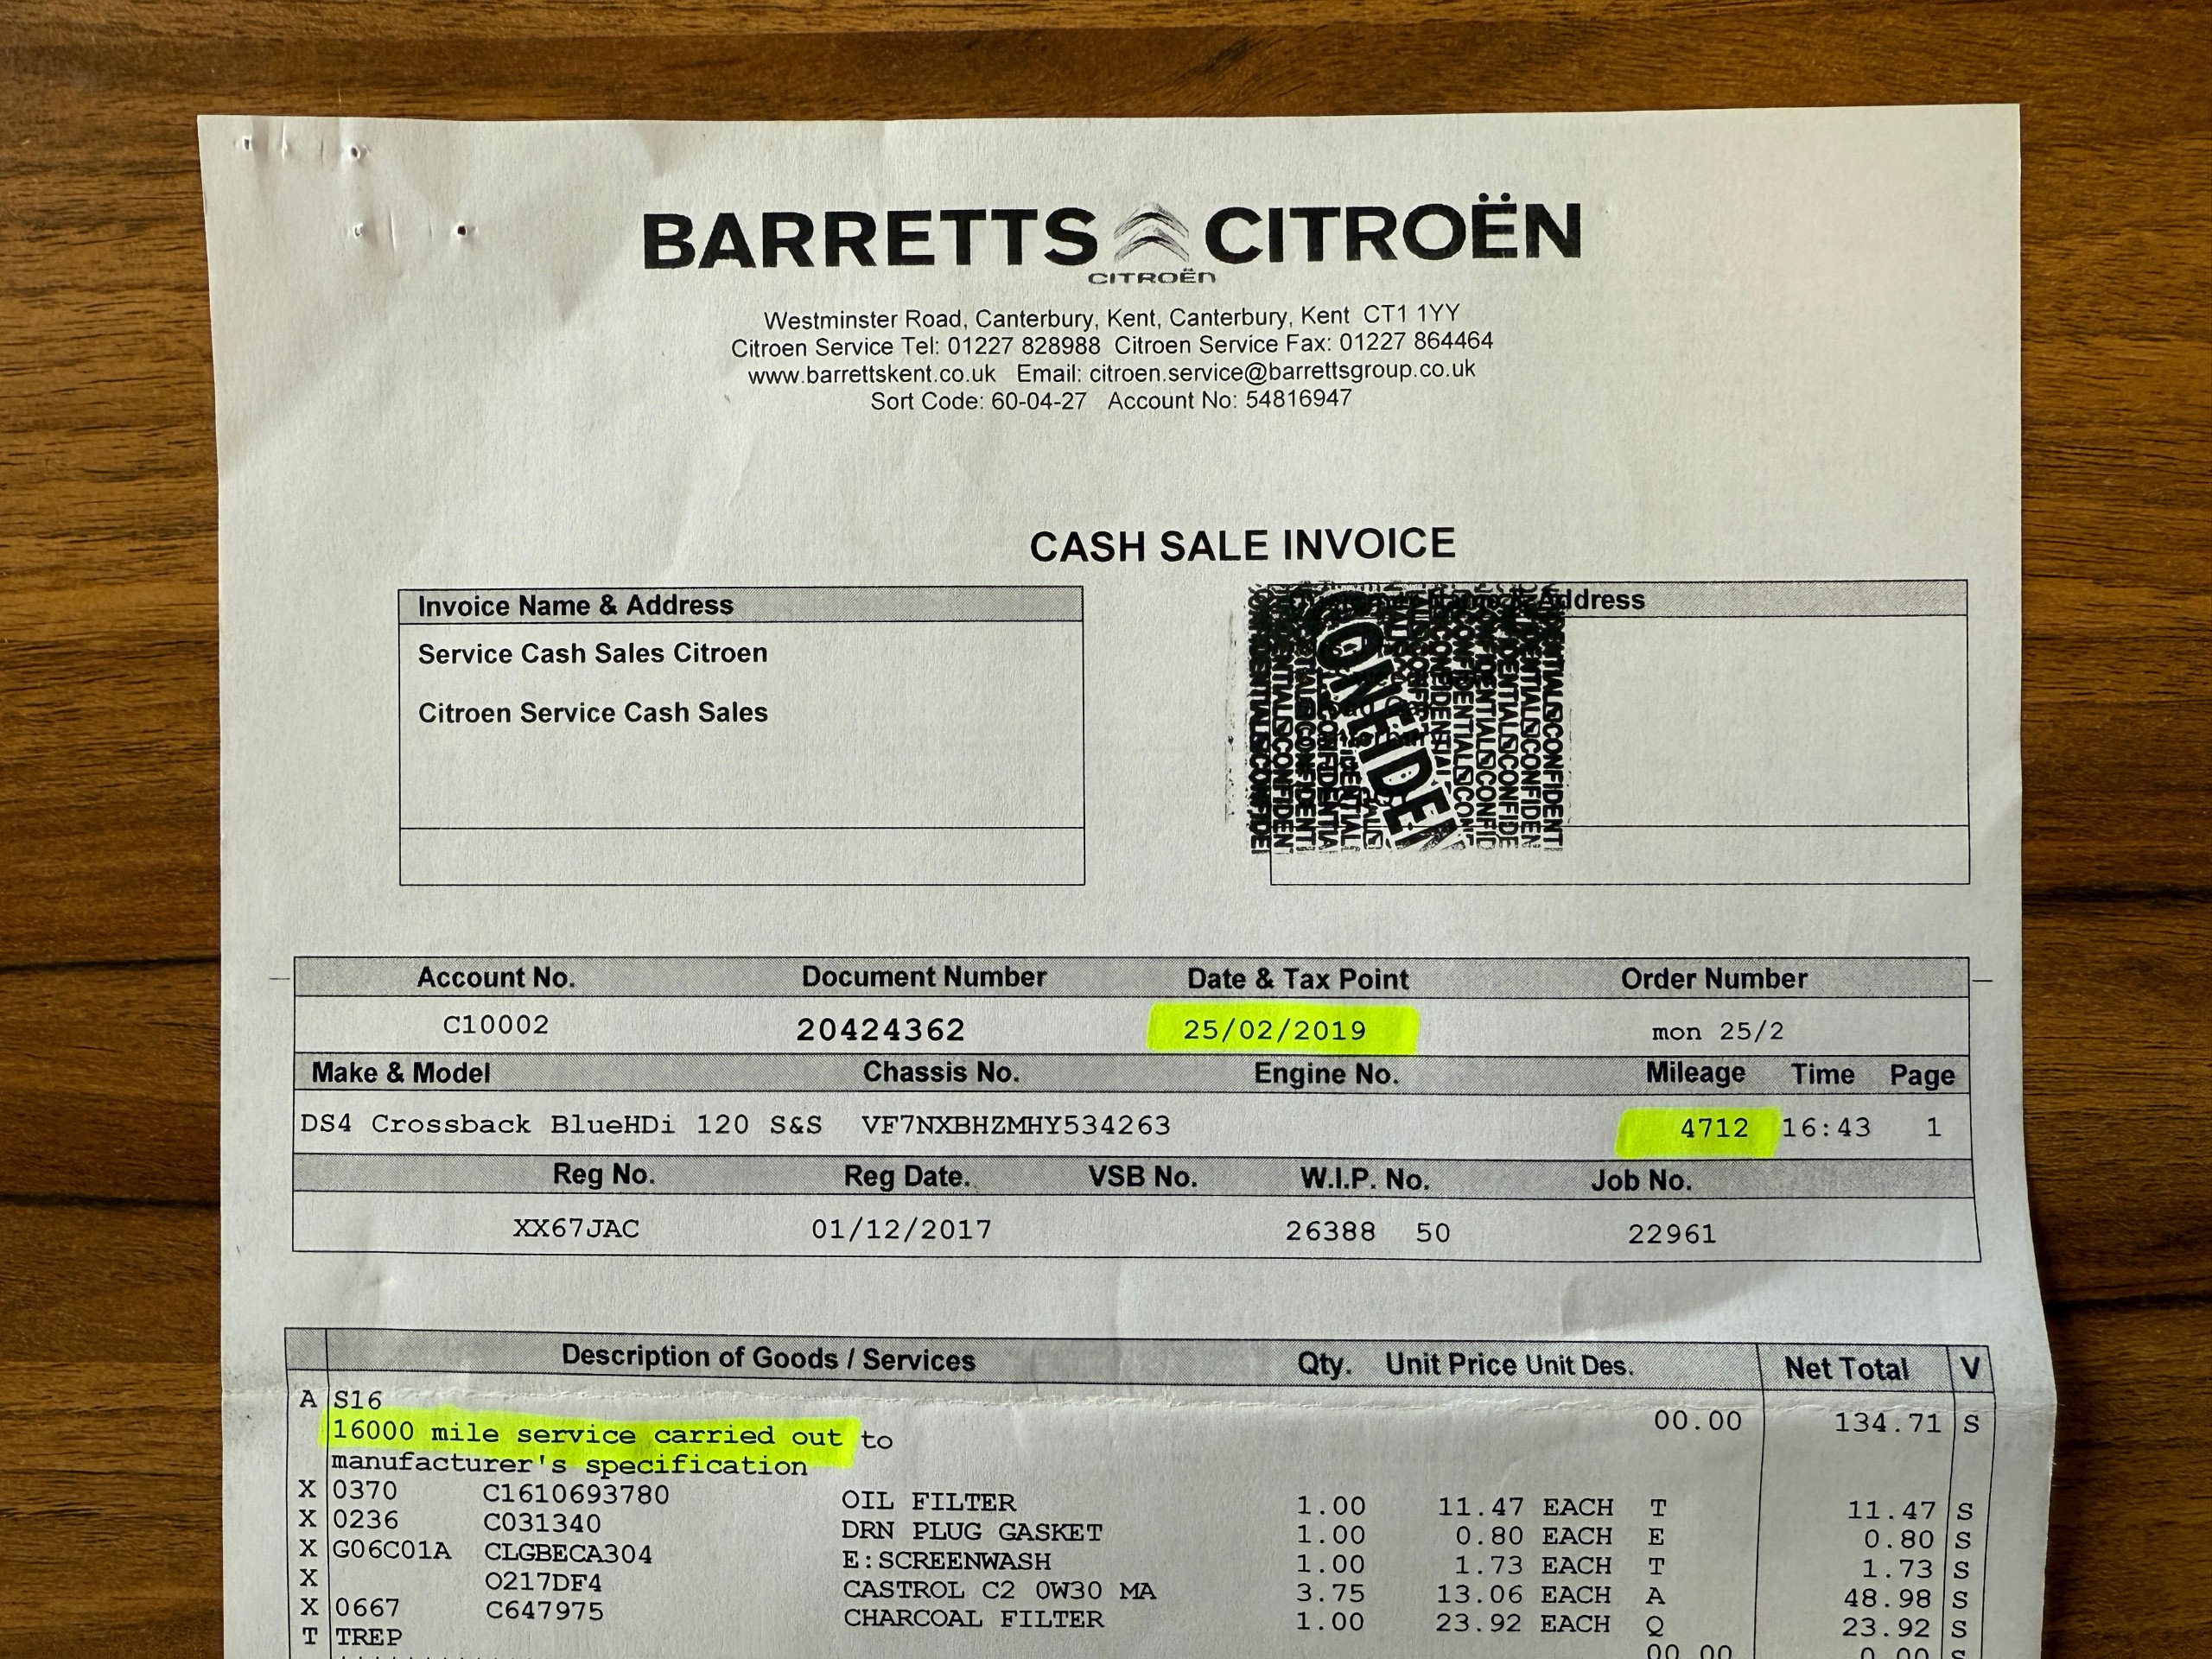 BARRETTS CITROËN
CITROËN
Westminster Road, Canterbury, Kent, Canterbury, Kent CT1 1YY
Citroen Service Tel: 01227 828988 Citroen Service Fax: 01227 864464
www.barrettskent.co.uk Email: citroen.service@barrettsgroup.co.uk
Sort Code: 60-04-27 Account No: 54816947
CASH SALE INVOICE
Invoice Name & Address
Address
Service Cash Sales Citroen
Citroen Service Cash Sales
CONFIDEN
Account No. Document Number Date & Tax Point Order Number
C10002 20424362 25/02/2019 mon 25/2
Make & Model Chassis No. Engine No. Mileage Time Page
DS4 Crossback BlueHDi 120 S&S VF7NXBHZMHY534263 4712 16:43 1
Reg No. Reg Date. VSB No. W.I.P. No. Job No.
XX67JAC 01/12/2017 26388 50 22961
Description of Goods / Services Qty. Unit Price Unit Des. Net Total V
A S16
16000 mile service carried out to 00.00 134.71 S
manufacturer's specification
X 0370 C1610693780 OIL FILTER 1.00 11.47 EACH T 11.47 S
X 0236 C031340 DRN PLUG GASKET 1.00 0.80 EACH E 0.80 S
X G06C01A CLGBECA304 E:SCREENWASH 1.00 1.73 EACH T 1.73 S
X O217DF4 CASTROL C2 0W30 MA 3.75 13.06 EACH A 48.98 S
X 0667 C647975 CHARCOAL FILTER 1.00 23.92 EACH Q 23.92 S
T TREP 00.00 0.00 S